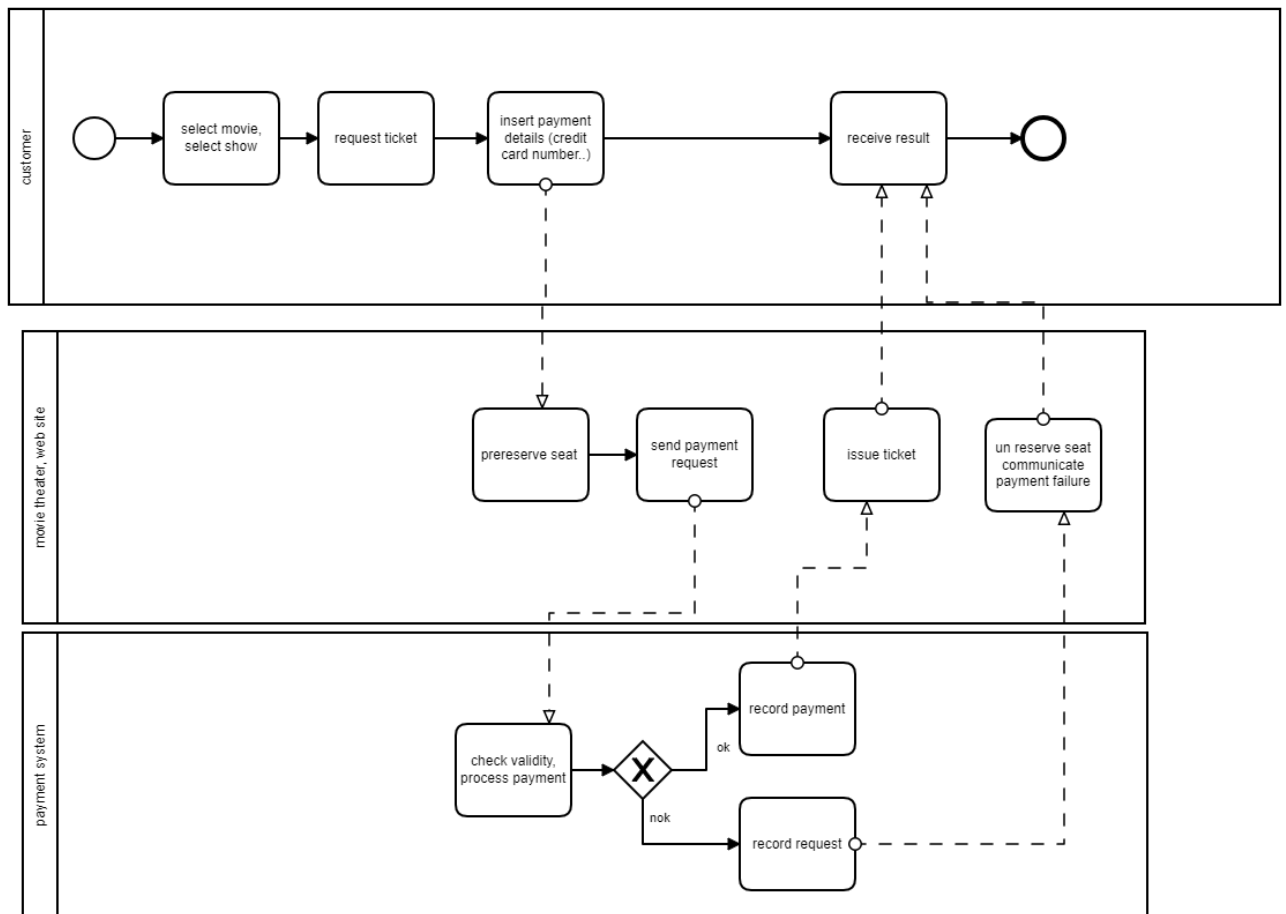 customer
select movie,
select show
request ticket
insert payment
details (credit
card number..)
receive result
movie theater, web site
prereserve seat
send payment
request
issue ticket
un reserve seat
communicate
payment failure
payment system
check validity,
process payment
X
ok
nok
record payment
record request